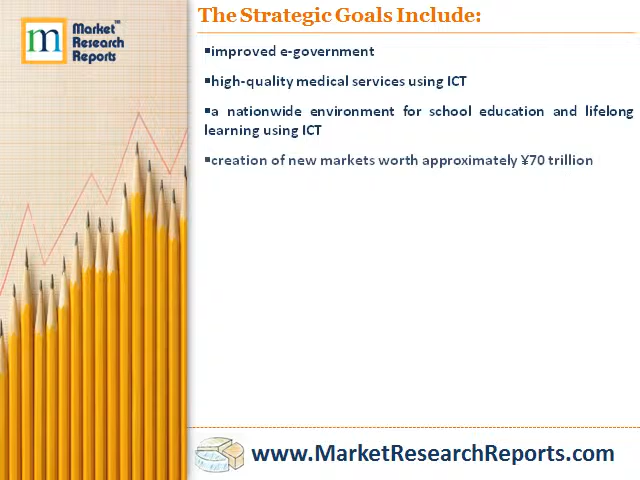 The Strategic Goals Include:
m
Market™
Research
Reports
▪improved e-government
▪high-quality medical services using ICT
▪a nationwide environment for school education and lifelong
learning using ICT
▪creation of new markets worth approximately ¥70 trillion
www.MarketResearchReports.com